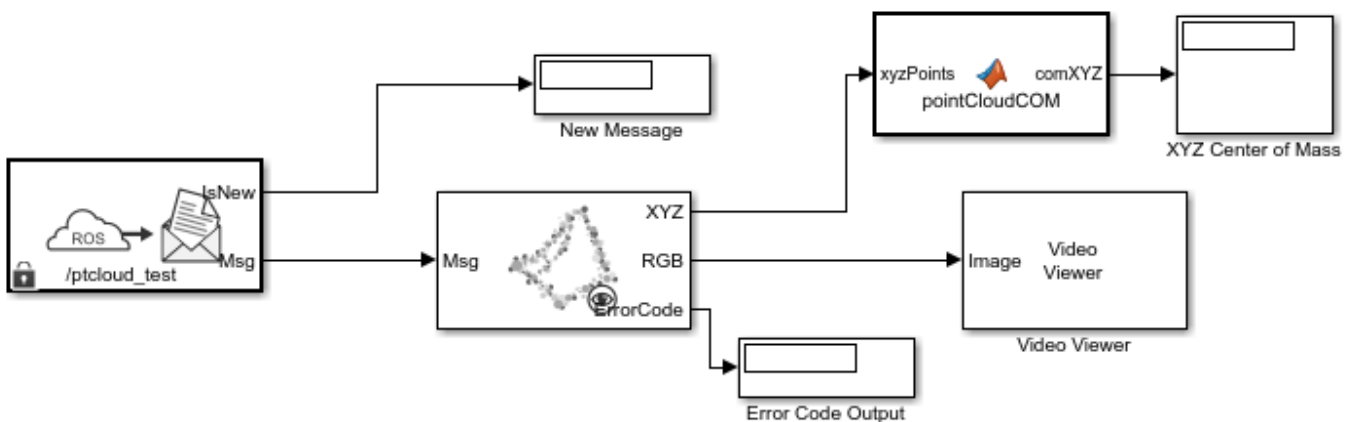 IsNew
ROS
Msg
/ptcloud_test
New Message
Msg
XYZ
RGB
ErrorCode
xyzPoints
comXYZ
pointCloudCOM
XYZ Center of Mass
Image
Video
Viewer
Video Viewer
Error Code Output